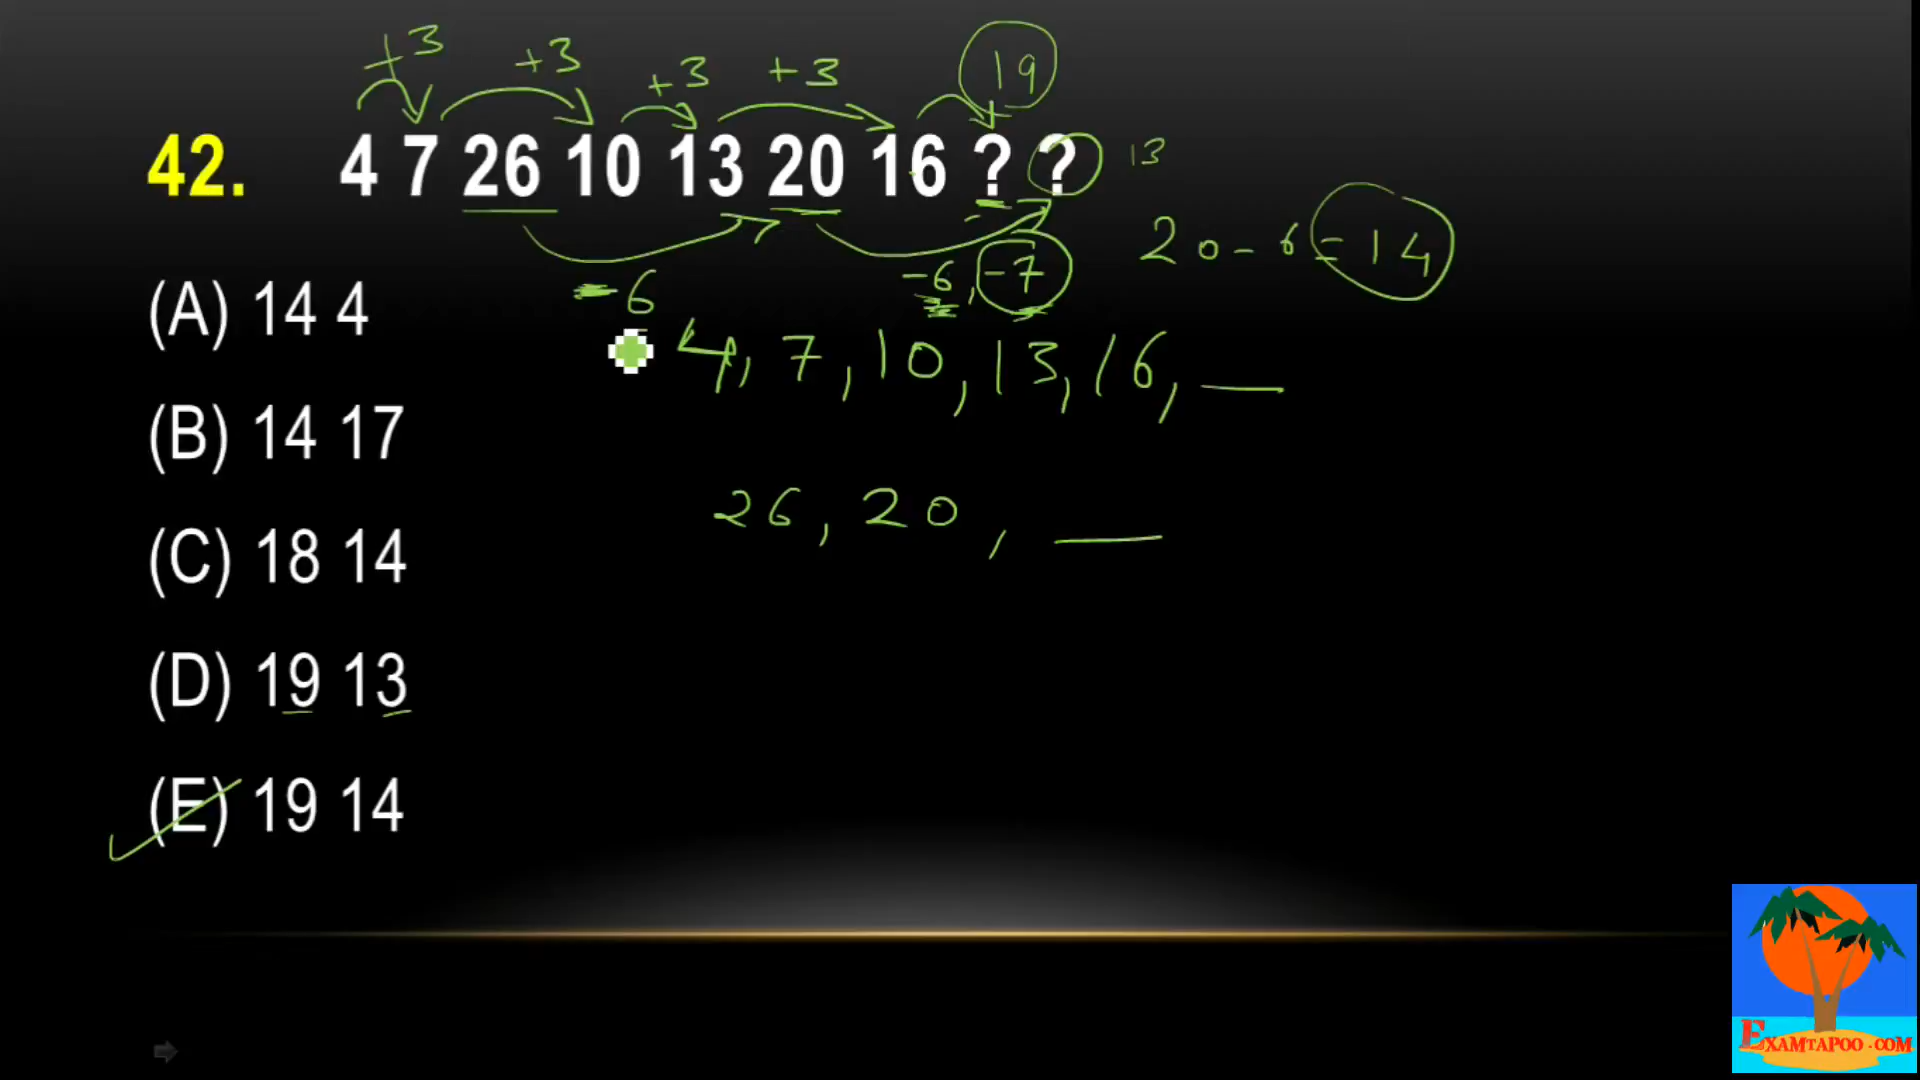 +3 +3 +3 +3 19
42. 4 7 26 10 13 20 16 ? ? 13
20 - 6 = 14
-6 -6, -7
(A) 14 4
4, 7, 10, 13, 16, __
(B) 14 17
26, 20, __
(C) 18 14
(D) 19 13
(E) 19 14
EXAMTAPOO.COM